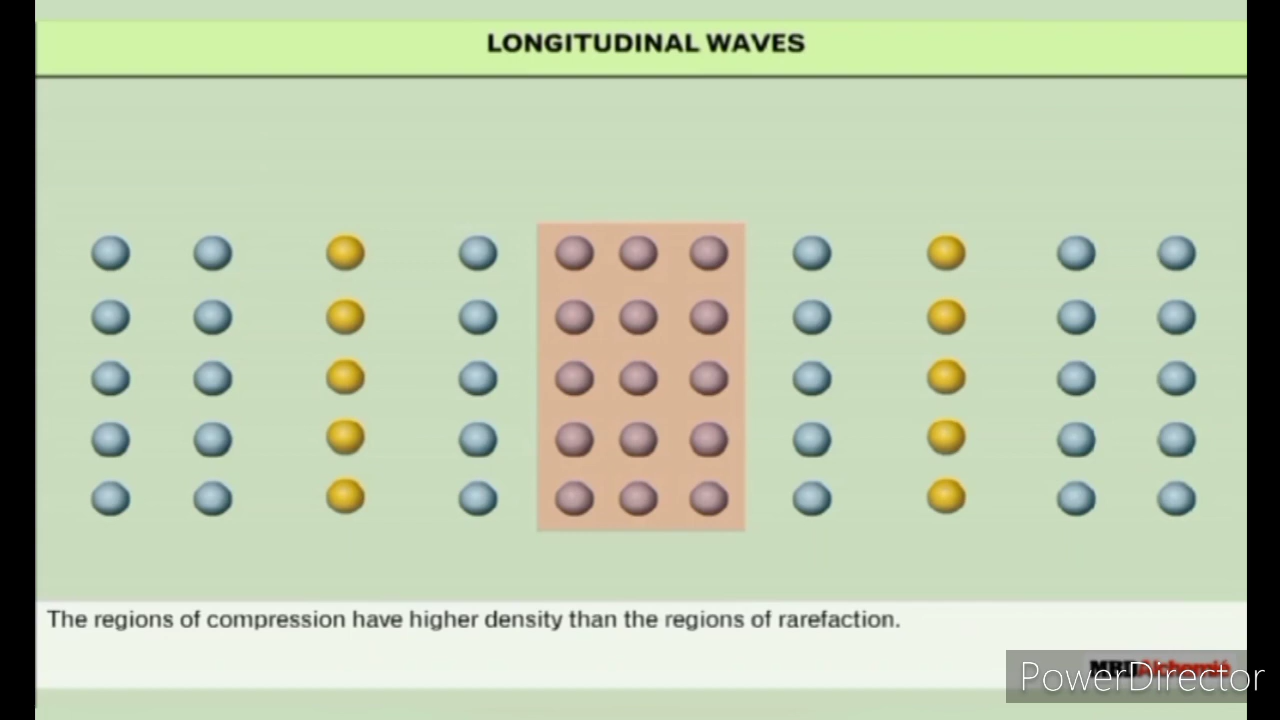 LONGITUDINAL WAVES
The regions of compression have higher density than the regions of rarefaction.
PowerDirector